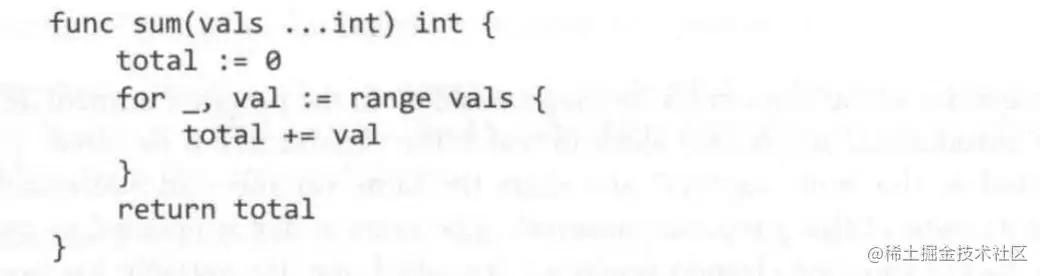 func sum(vals ...int) int {
    total := 0
    for _, val := range vals {
        total += val
    }
    return total
}
@稀土掘金技术社区